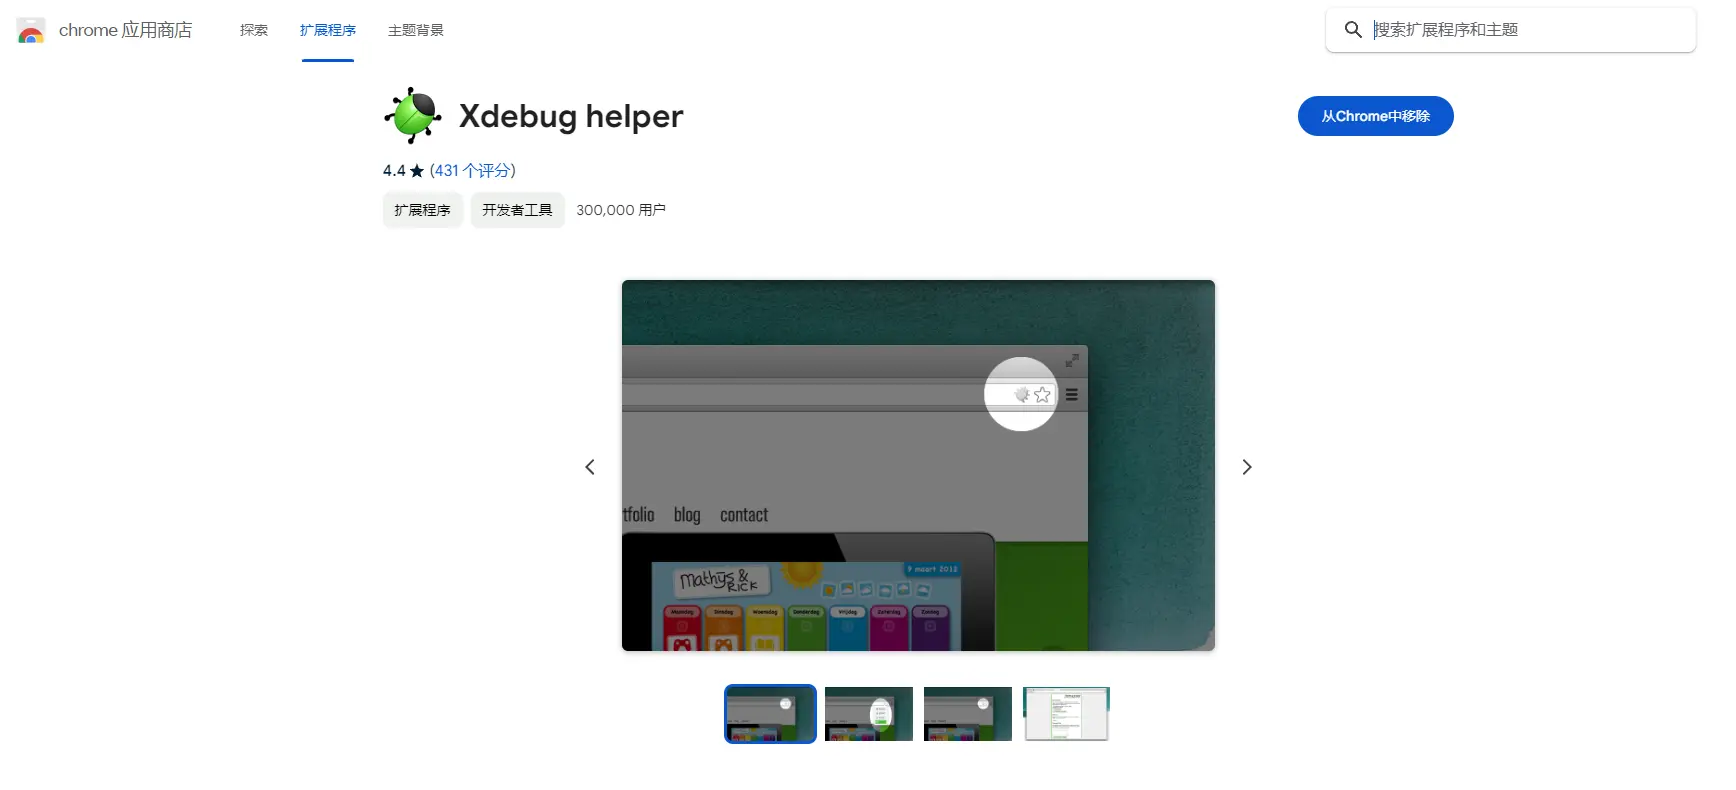 chrome 应用商店
探索
扩展程序
主题背景
搜索扩展程序和主题
Xdebug helper
从Chrome中移除
4.4 ★ (431 个评分)
扩展程序
开发者工具
300,000 用户
tfolio blog contact
9 maart 2012
Mathijs & Rick
Maandag Dinsdag Woensdag Donderdag Vrijdag Zaterdag Zondag